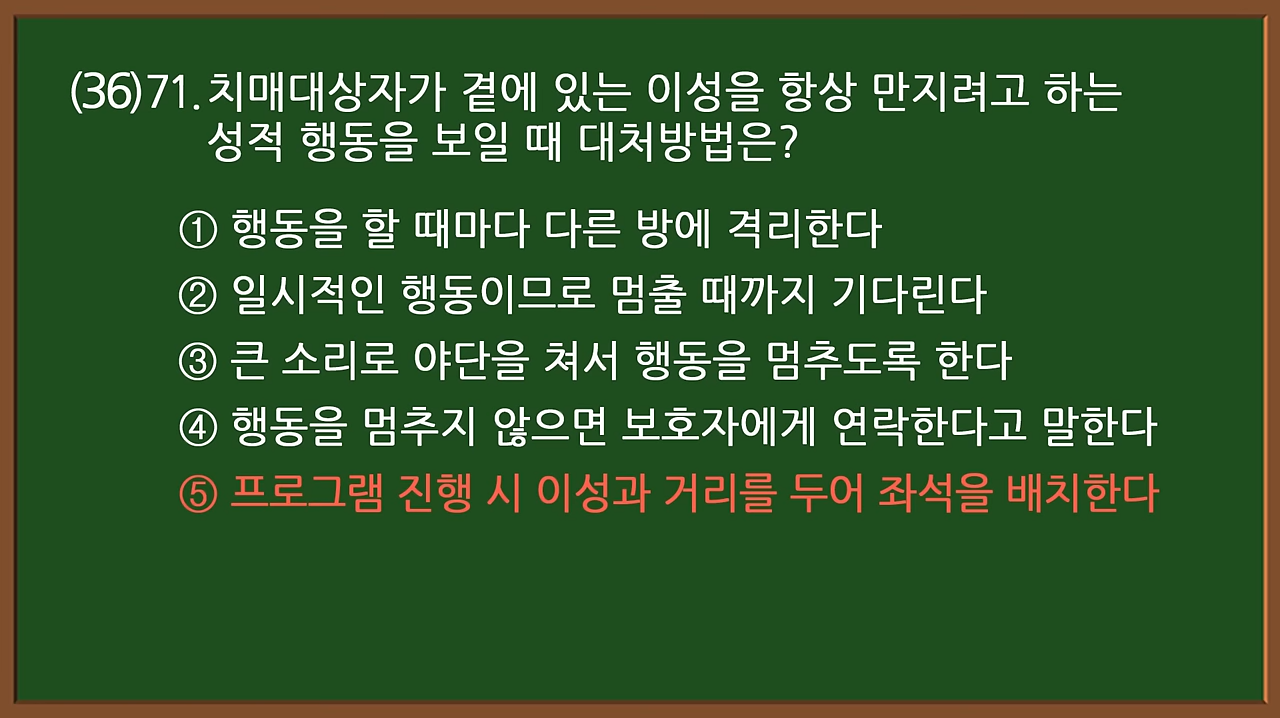 (36)71. 치매대상자가 곁에 있는 이성을 항상 만지려고 하는
성적 행동을 보일 때 대처방법은?
① 행동을 할 때마다 다른 방에 격리한다
② 일시적인 행동이므로 멈출 때까지 기다린다
③ 큰 소리로 야단을 쳐서 행동을 멈추도록 한다
④ 행동을 멈추지 않으면 보호자에게 연락한다고 말한다
⑤ 프로그램 진행 시 이성과 거리를 두어 좌석을 배치한다